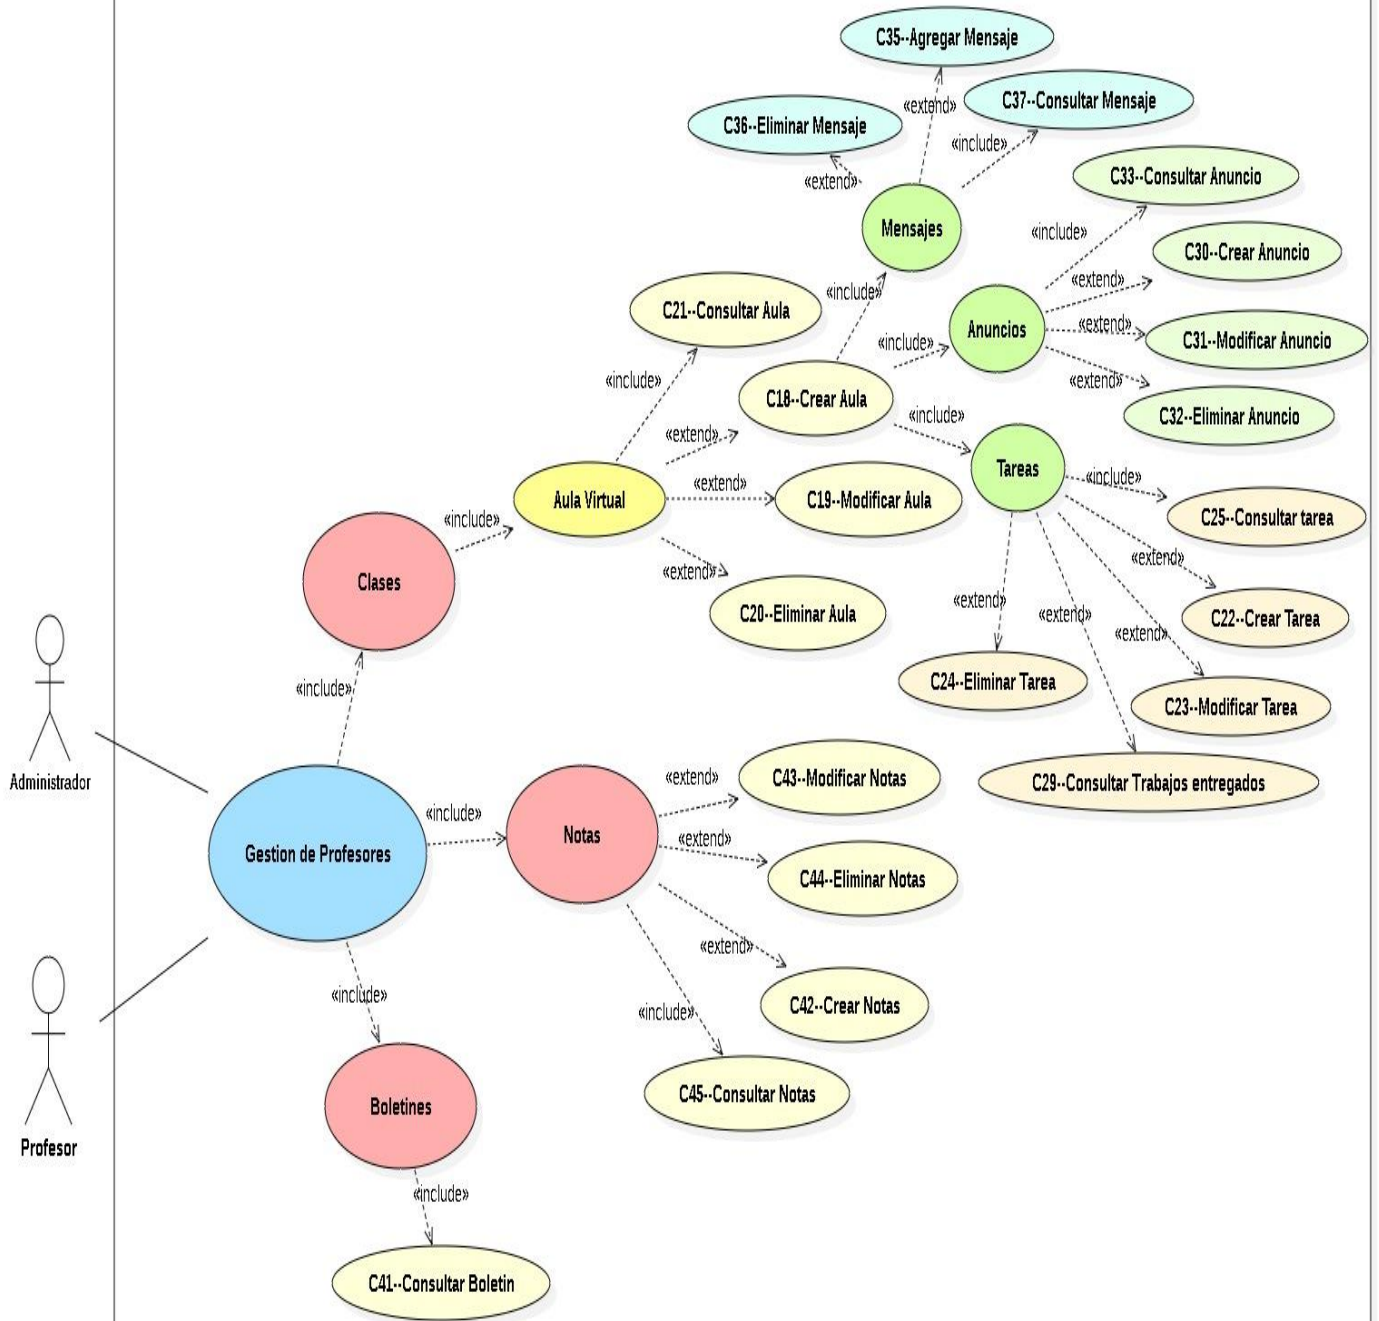 C35--Agregar Mensaje
«extend»
C37--Consultar Mensaje
C36--Eliminar Mensaje
«include»
«extend»
C33--Consultar Anuncio
Mensajes
«include»
C30--Crear Anuncio
«include»
«extend»
C21--Consultar Aula
Anuncios
«extend»
C31--Modificar Anuncio
«include»
«include»
«extend»
C18--Crear Aula
C32--Eliminar Anuncio
«include»
«extend»
Tareas
«include»
Aula Virtual
«extend»
C19--Modificar Aula
C25--Consultar tarea
«include»
«extend»
«extend»
Clases
C20--Eliminar Aula
«extend»
«extend»
C22--Crear Tarea
«extend»
C24--Eliminar Tarea
«include»
C23--Modificar Tarea
Administrador
«extend»
C43--Modificar Notas
C29--Consultar Trabajos entregados
«include»
Notas
«extend»
Gestion de Profesores
C44--Eliminar Notas
«extend»
«include»
C42--Crear Notas
«include»
C45--Consultar Notas
Boletines
Profesor
«include»
C41--Consultar Boletin